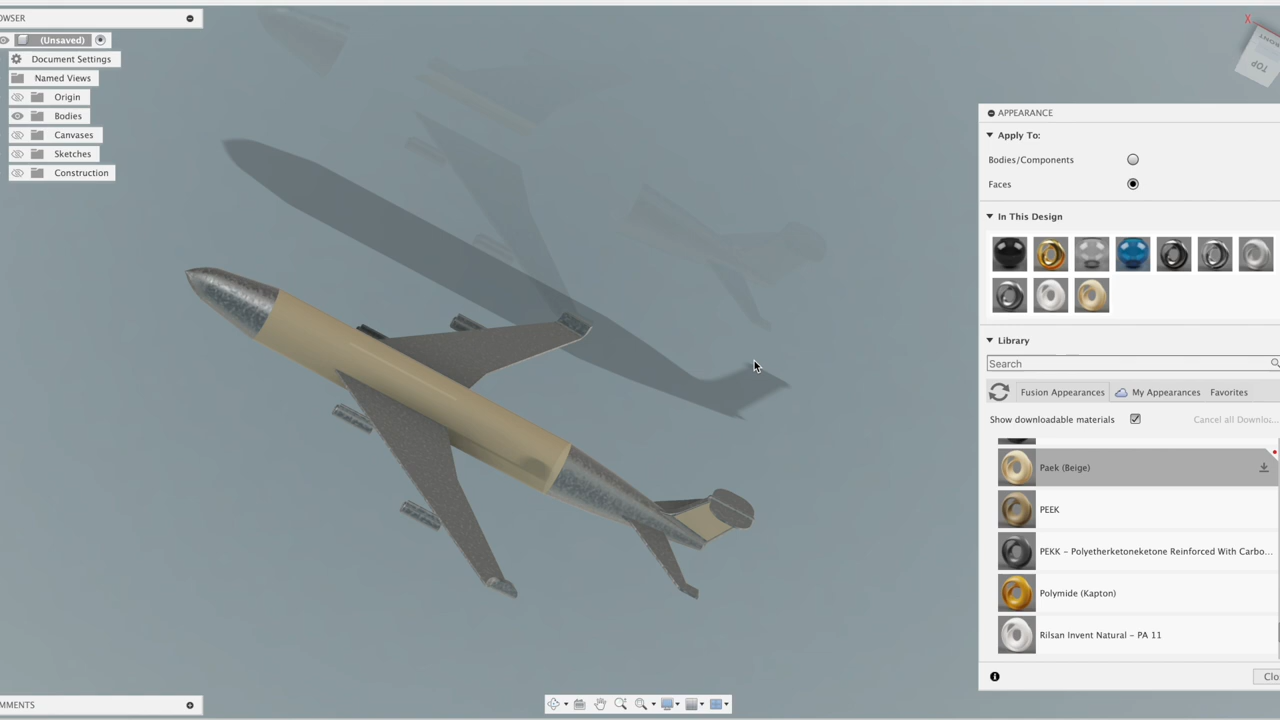 OWSER
(Unsaved)
Document Settings
Named Views
Origin
Bodies
Canvases
Sketches
Construction
X
TOP
APPEARANCE
Apply To:
Bodies/Components
Faces
In This Design
Library
Search
Fusion Appearances
My Appearances
Favorites
Show downloadable materials
Cancel all Downlo...
Paek (Beige)
PEEK
PEKK - Polyetherketoneketone Reinforced With Carbo...
Polymide (Kapton)
Rilsan Invent Natural - PA 11
Clo
MMENTS